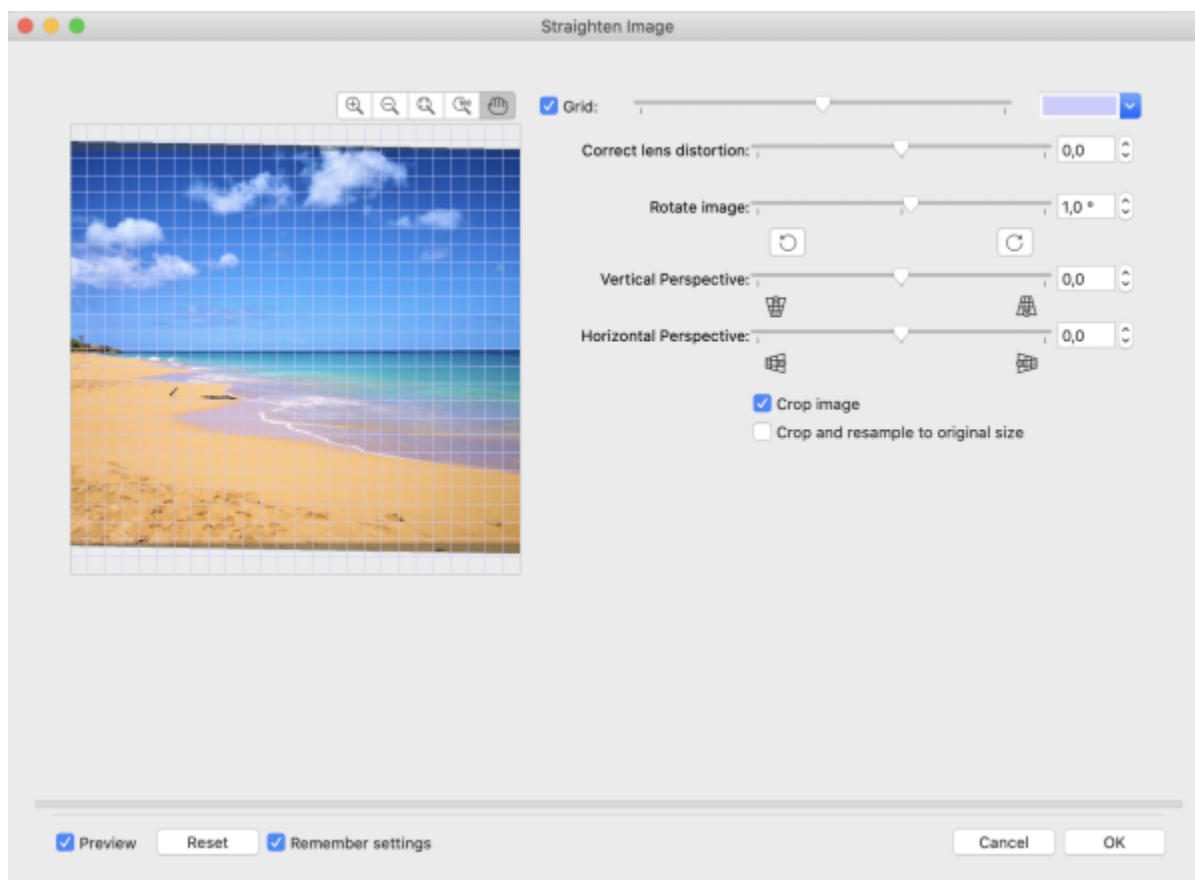 Straighten Image
Grid:
Correct lens distortion: 0,0
Rotate image: 1,0 °
Vertical Perspective: 0,0
Horizontal Perspective: 0,0
Crop image
Crop and resample to original size
Preview Reset Remember settings Cancel OK